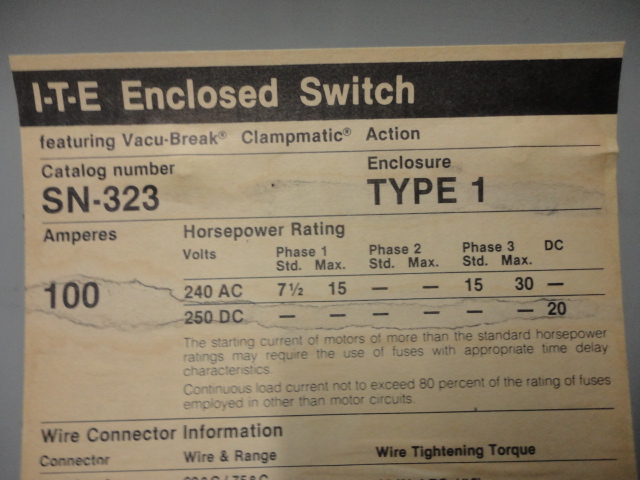 I-T-E Enclosed Switch
featuring Vacu-Break® Clampmatic® Action
Catalog number Enclosure
SN-323 TYPE 1
Amperes Horsepower Rating
Volts Phase 1 Phase 2 Phase 3 DC
Std. Max. Std. Max. Std. Max.
100 240 AC 7½ 15 — — 15 30 —
250 DC — — — — — — 20
The starting current of motors of more than the standard horsepower
ratings may require the use of fuses with appropriate time delay
characteristics.
Continuous load current not to exceed 80 percent of the rating of fuses
employed in other than motor circuits.
Wire Connector Information
Connector Wire & Range Wire Tightening Torque